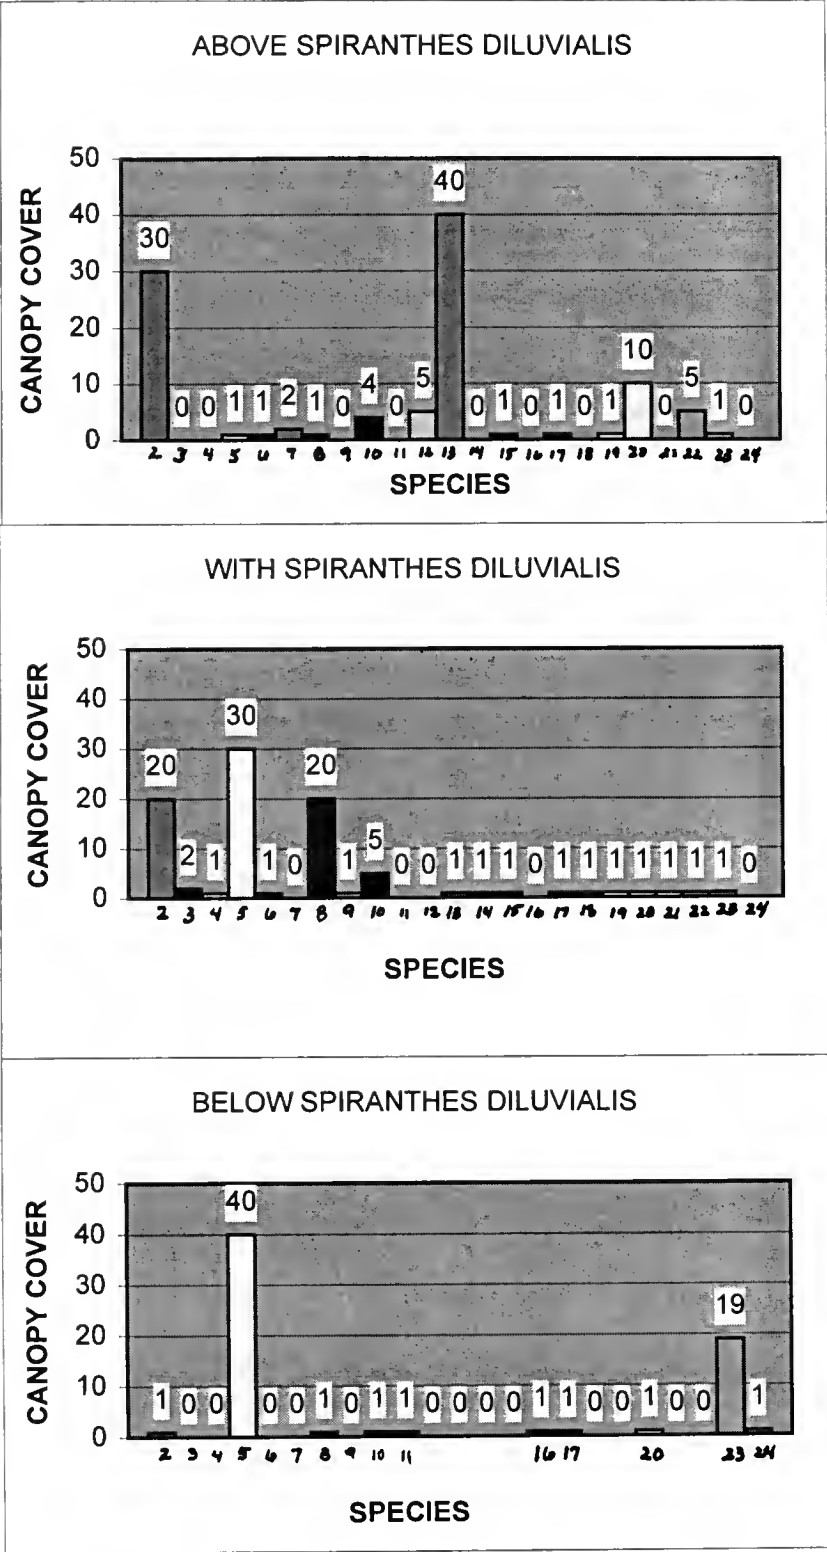 ABOVE SPIRANTHES DILUVIALIS
CANOPY COVER
50
40
30
20
10
0
30 0 0 1 1 2 1 0 4 0 5 40 0 1 0 1 0 1 10 0 5 1 0
2 3 4 5 6 7 8 9 10 11 12 13 14 15 16 17 18 19 20 21 22 23 24
SPECIES
WITH SPIRANTHES DILUVIALIS
CANOPY COVER
50
40
30
20
10
0
20 2 1 30 1 0 20 1 5 0 0 1 1 1 0 1 1 1 1 1 1 1 0
2 3 4 5 6 7 8 9 10 11 12 13 14 15 16 17 18 19 20 21 22 23 24
SPECIES
BELOW SPIRANTHES DILUVIALIS
CANOPY COVER
50
40
30
20
10
0
1 0 0 40 0 0 1 0 1 1 0 0 0 0 1 1 0 0 1 0 0 19 1
2 3 4 5 6 7 8 9 10 11 16 17 20 23 24
SPECIES